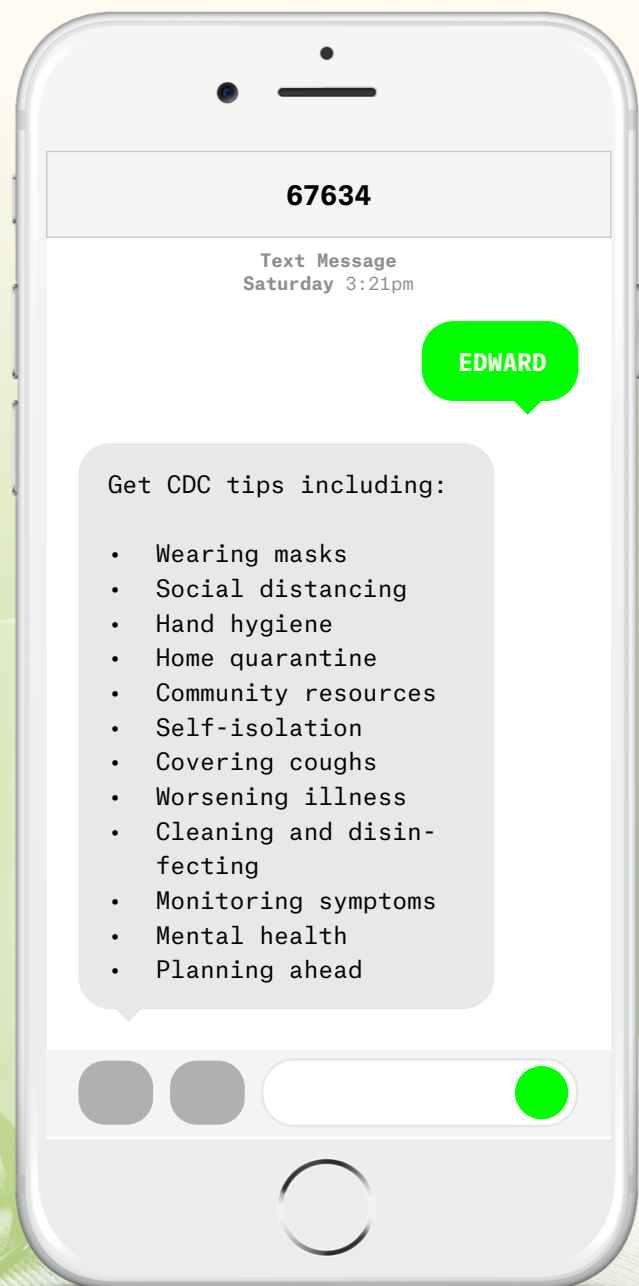 67634
Text Message
Saturday 3:21pm
EDWARD
Get CDC tips including:
• Wearing masks
• Social distancing
• Hand hygiene
• Home quarantine
• Community resources
• Self-isolation
• Covering coughs
• Worsening illness
• Cleaning and disin-
fecting
• Monitoring symptoms
• Mental health
• Planning ahead